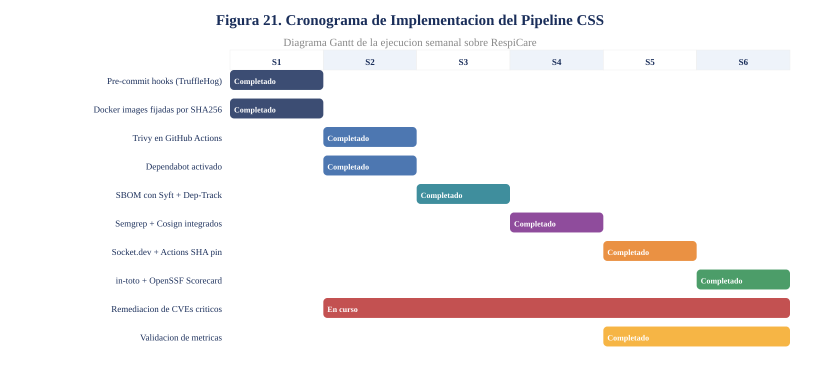 Figura 21. Cronograma de Implementacion del Pipeline CSS
Diagrama Gantt de la ejecucion semanal sobre RespiCare
S1 S2 S3 S4 S5 S6
Pre-commit hooks (TruffleHog) Completado
Docker images fijadas por SHA256 Completado
Trivy en GitHub Actions Completado
Dependabot activado Completado
SBOM con Syft + Dep-Track Completado
Semgrep + Cosign integrados Completado
Socket.dev + Actions SHA pin Completado
in-toto + OpenSSF Scorecard Completado
Remediacion de CVEs criticos En curso
Validacion de metricas Completado